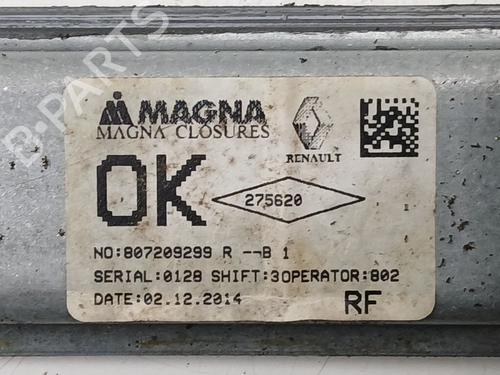 B-PARTS
MAGNA
MAGNA CLOSURES
RENAULT
OK
275620
NO:807209299 R --B 1
SERIAL:0128 SHIFT:3OPERATOR:802
DATE:02.12.2014
RF